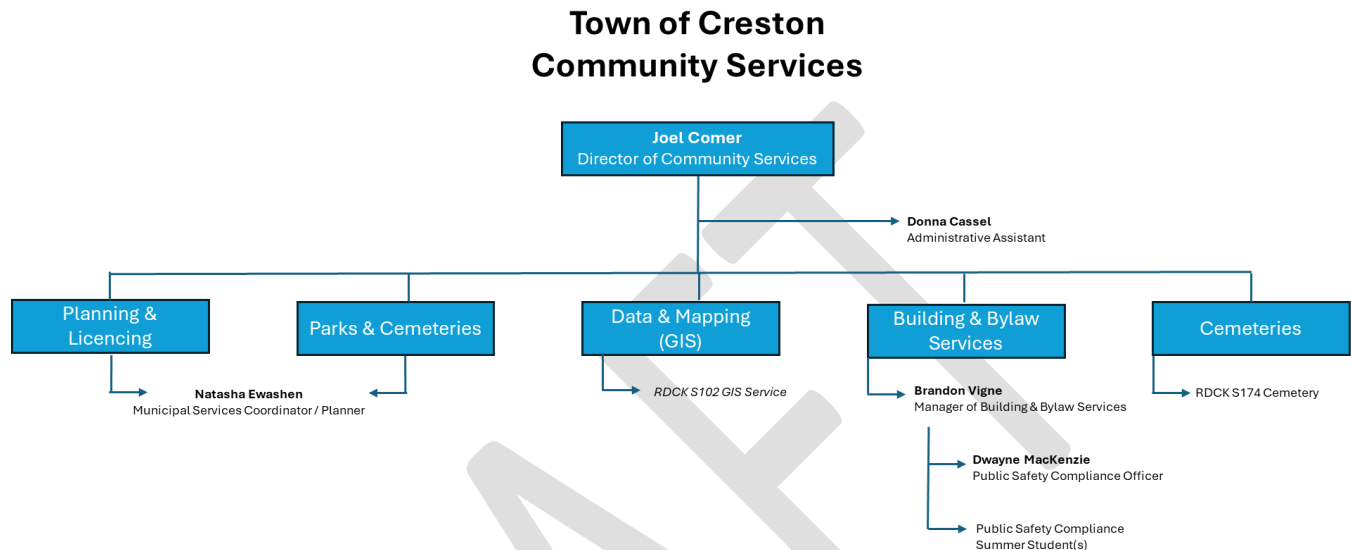 Town of Creston
Community Services
Joel Comer
Director of Community Services
Donna Cassel
Administrative Assistant
Planning &
Licencing
Parks & Cemeteries
Data & Mapping
(GIS)
Building & Bylaw
Services
Cemeteries
Natasha Ewashen
Municipal Services Coordinator / Planner
RDCK S102 GIS Service
Brandon Vigne
Manager of Building & Bylaw Services
RDCK S174 Cemetery
Dwayne MacKenzie
Public Safety Compliance Officer
Public Safety Compliance
Summer Student(s)